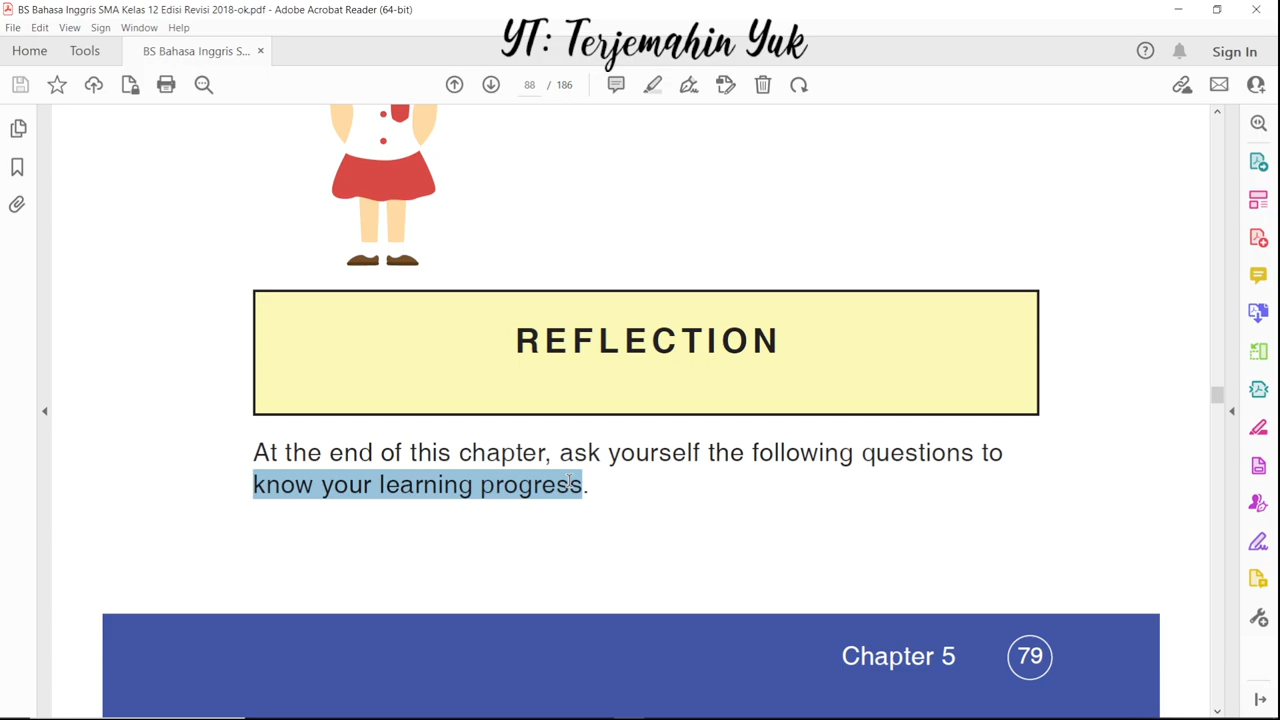 BS Bahasa Inggris SMA Kelas 12 Edisi Revisi 2018-ok.pdf - Adobe Acrobat Reader (64-bit)
File Edit View Sign Window Help
YT: Terjemahin Yuk
Home Tools BS Bahasa Inggris S... × Sign In
88 / 186
REFLECTION
At the end of this chapter, ask yourself the following questions to
know your learning progress.
Chapter 5 79